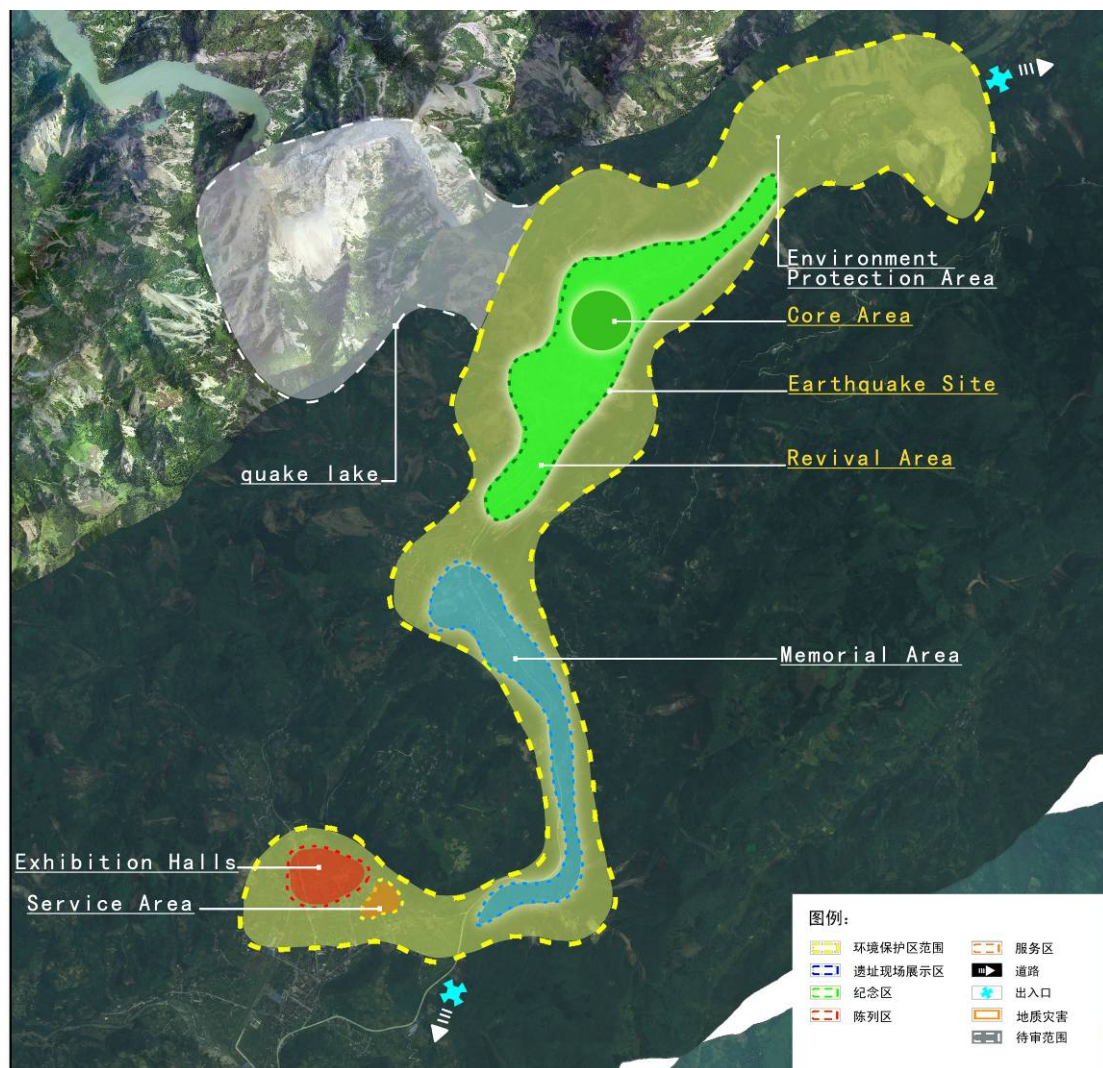 Environment
Protection Area
Core Area
Earthquake Site
Revival Area
quake lake
Memorial Area
Exhibition Halls
Service Area
图例：
环境保护区范围
服务区
遗址现场展示区
道路
纪念区
出入口
陈列区
地质灾害
待审范围